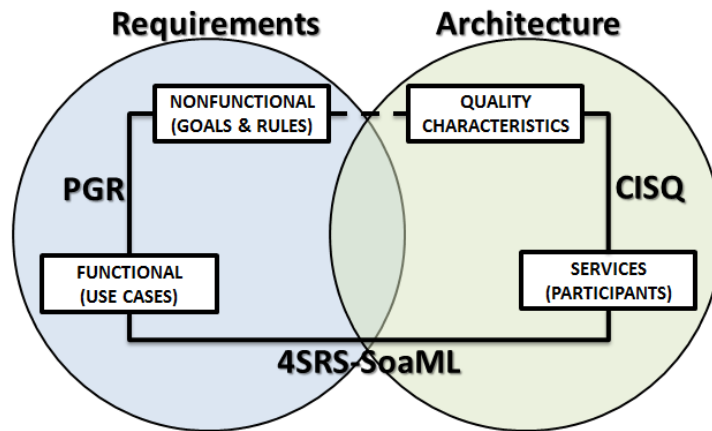 Requirements
Architecture
NONFUNCTIONAL
(GOALS & RULES)
QUALITY
CHARACTERISTICS
PGR
CISQ
FUNCTIONAL
(USE CASES)
SERVICES
(PARTICIPANTS)
4SRS-SoaML